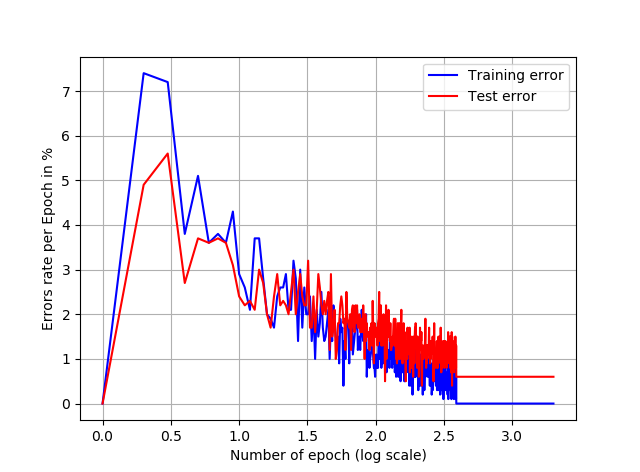 Training error
Test error
7
6
5
4
3
2
1
0
Errors rate per Epoch in %
0.0 0.5 1.0 1.5 2.0 2.5 3.0
Number of epoch (log scale)